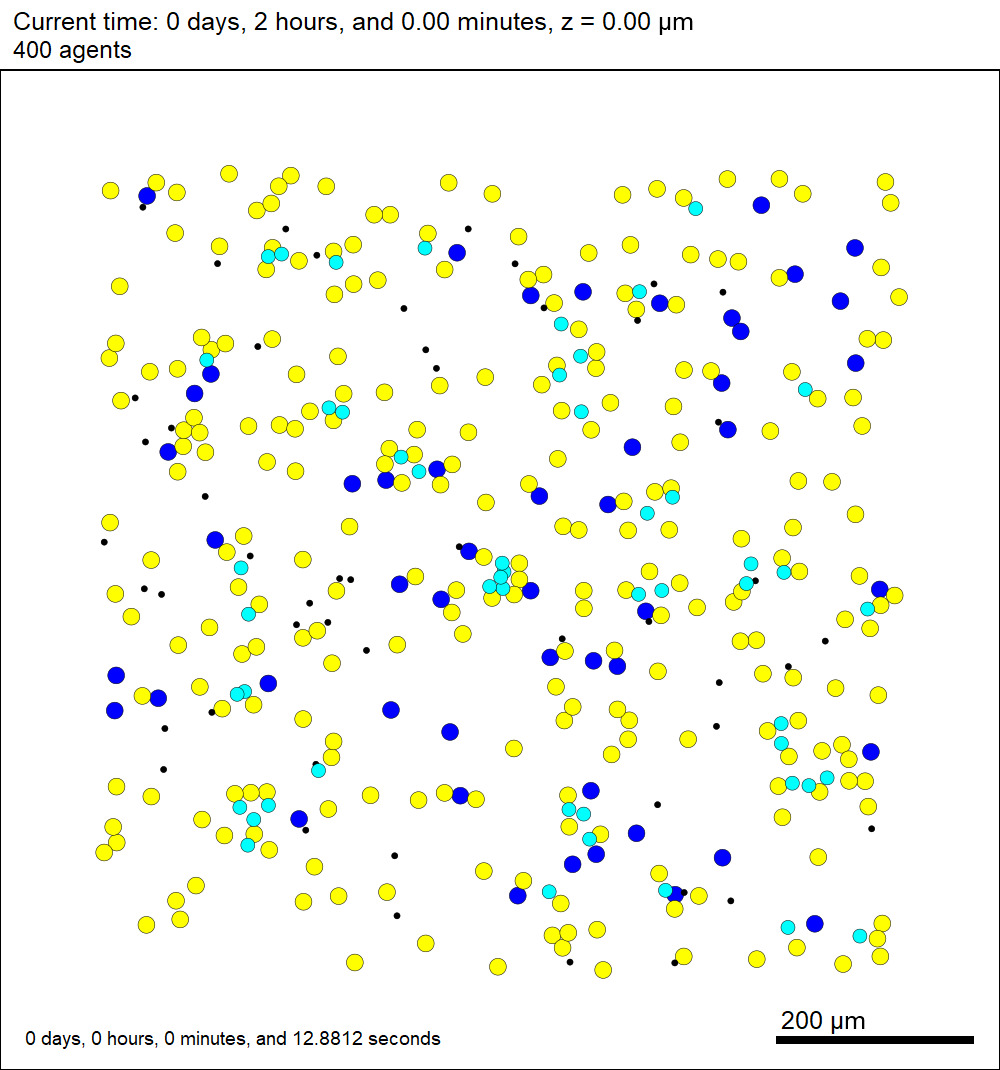 Current time: 0 days, 2 hours, and 0.00 minutes, z = 0.00 μm
400 agents
200 μm
0 days, 0 hours, 0 minutes, and 12.8812 seconds